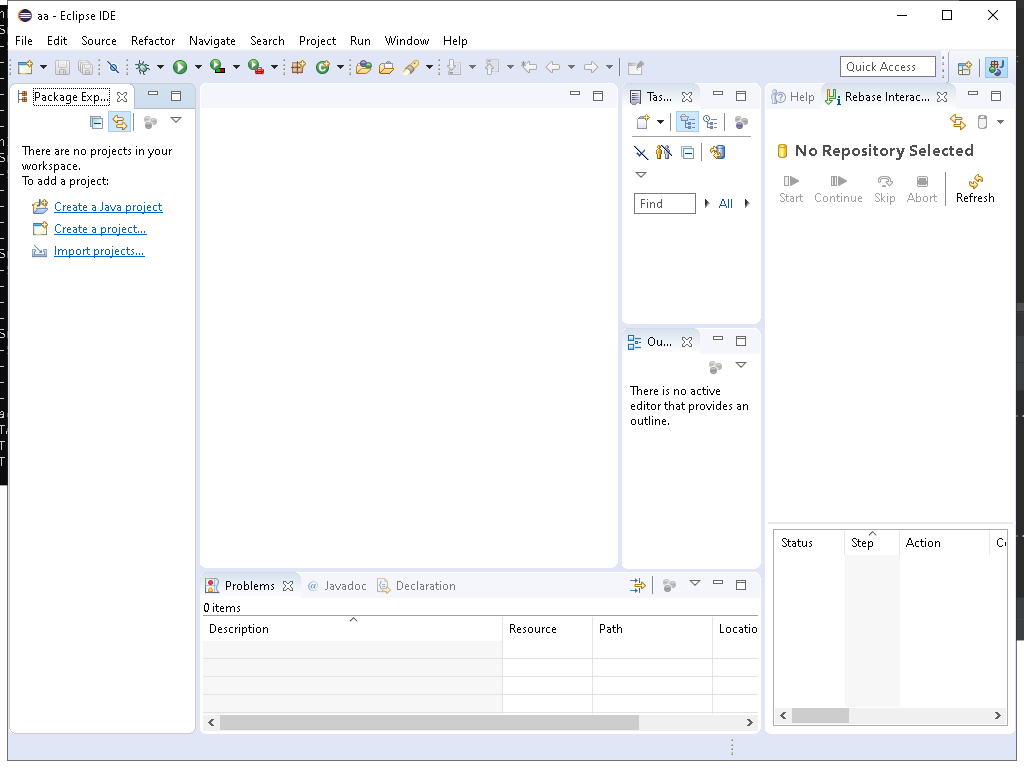 aa - Eclipse IDE
File Edit Source Refactor Navigate Search Project Run Window Help
Quick Access
Package Exp...
There are no projects in your
workspace.
To add a project:
Create a Java project
Create a project...
Import projects...
Tas...
Find
All
Ou...
There is no active
editor that provides an
outline.
Help Rebase Interac...
No Repository Selected
Start Continue Skip Abort Refresh
Status Step Action
Problems Javadoc Declaration
0 items
Description Resource Path Locatio